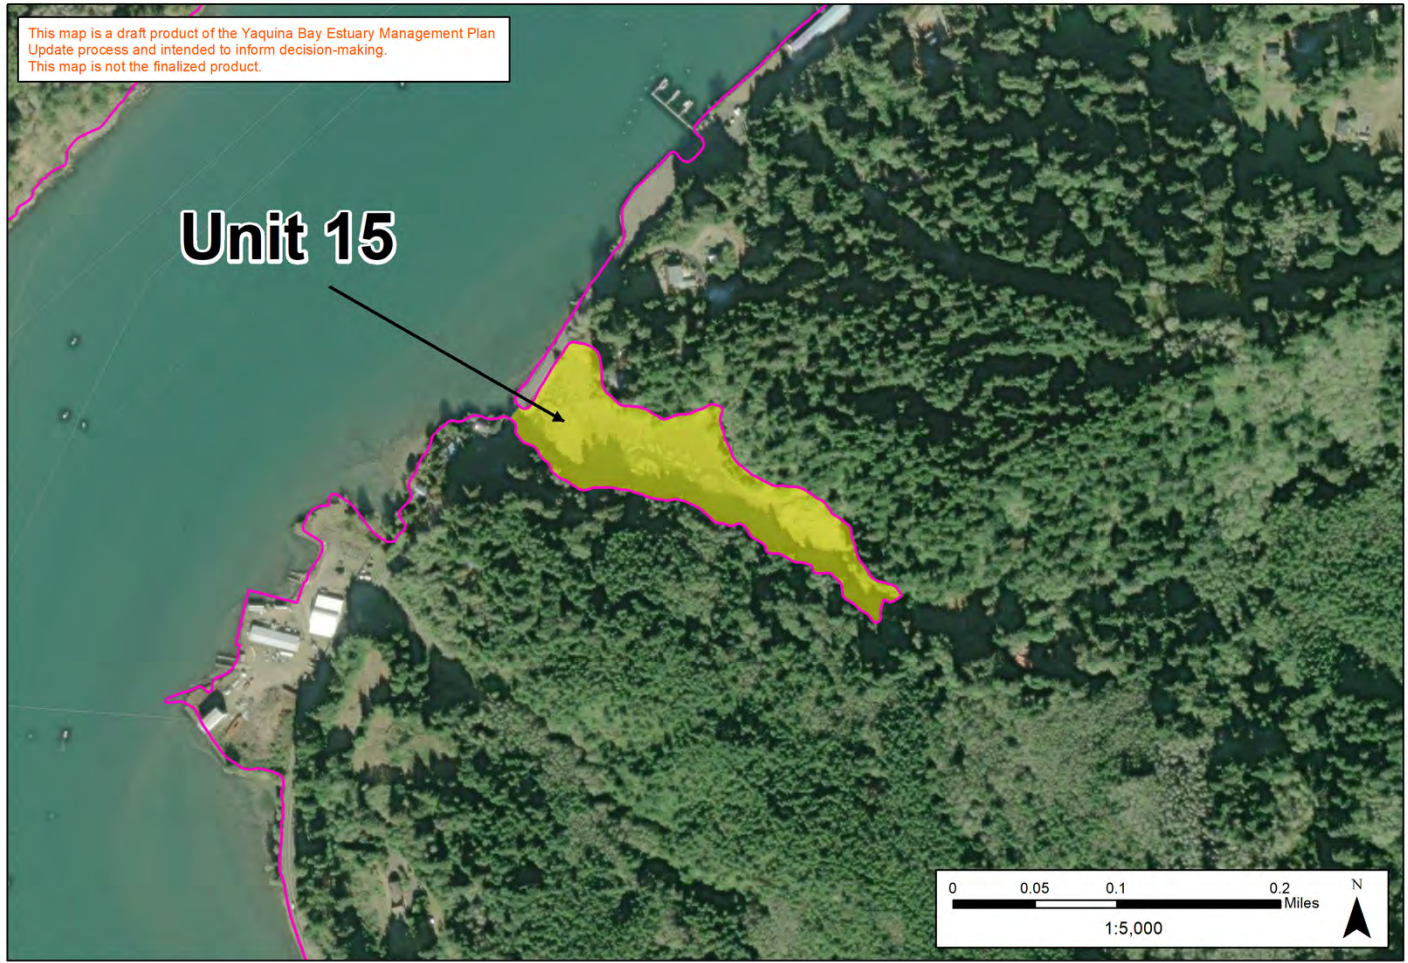 This map is a draft product of the Yaquina Bay Estuary Management Plan
Update process and intended to inform decision-making.
This map is not the finalized product.
Unit 15
0 0.05 0.1 0.2
Miles
1:5,000
N